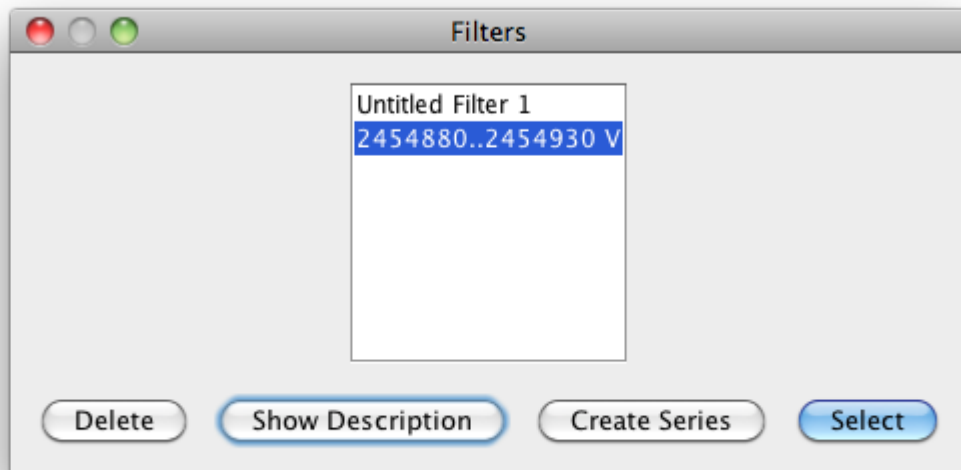 Filters
Untitled Filter 1
2454880..2454930 V
Delete Show Description Create Series Select